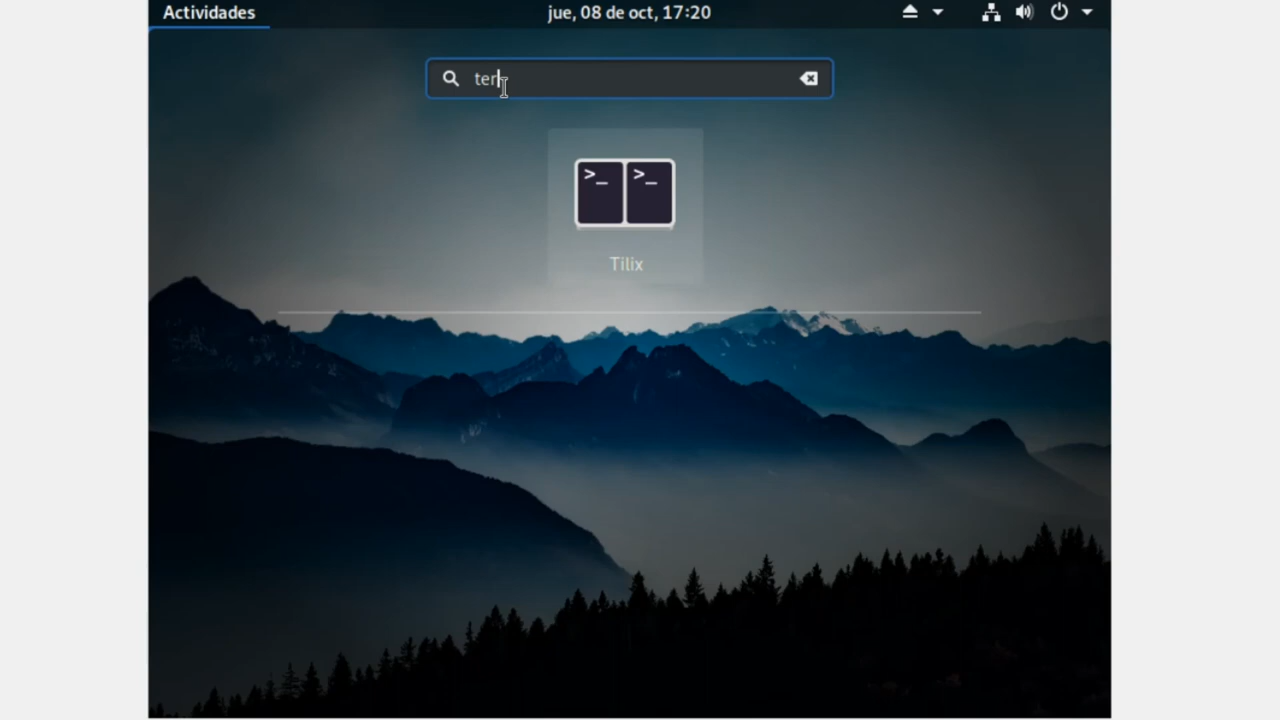 Actividades
jue, 08 de oct, 17:20
ter
>_ >_
Tilix